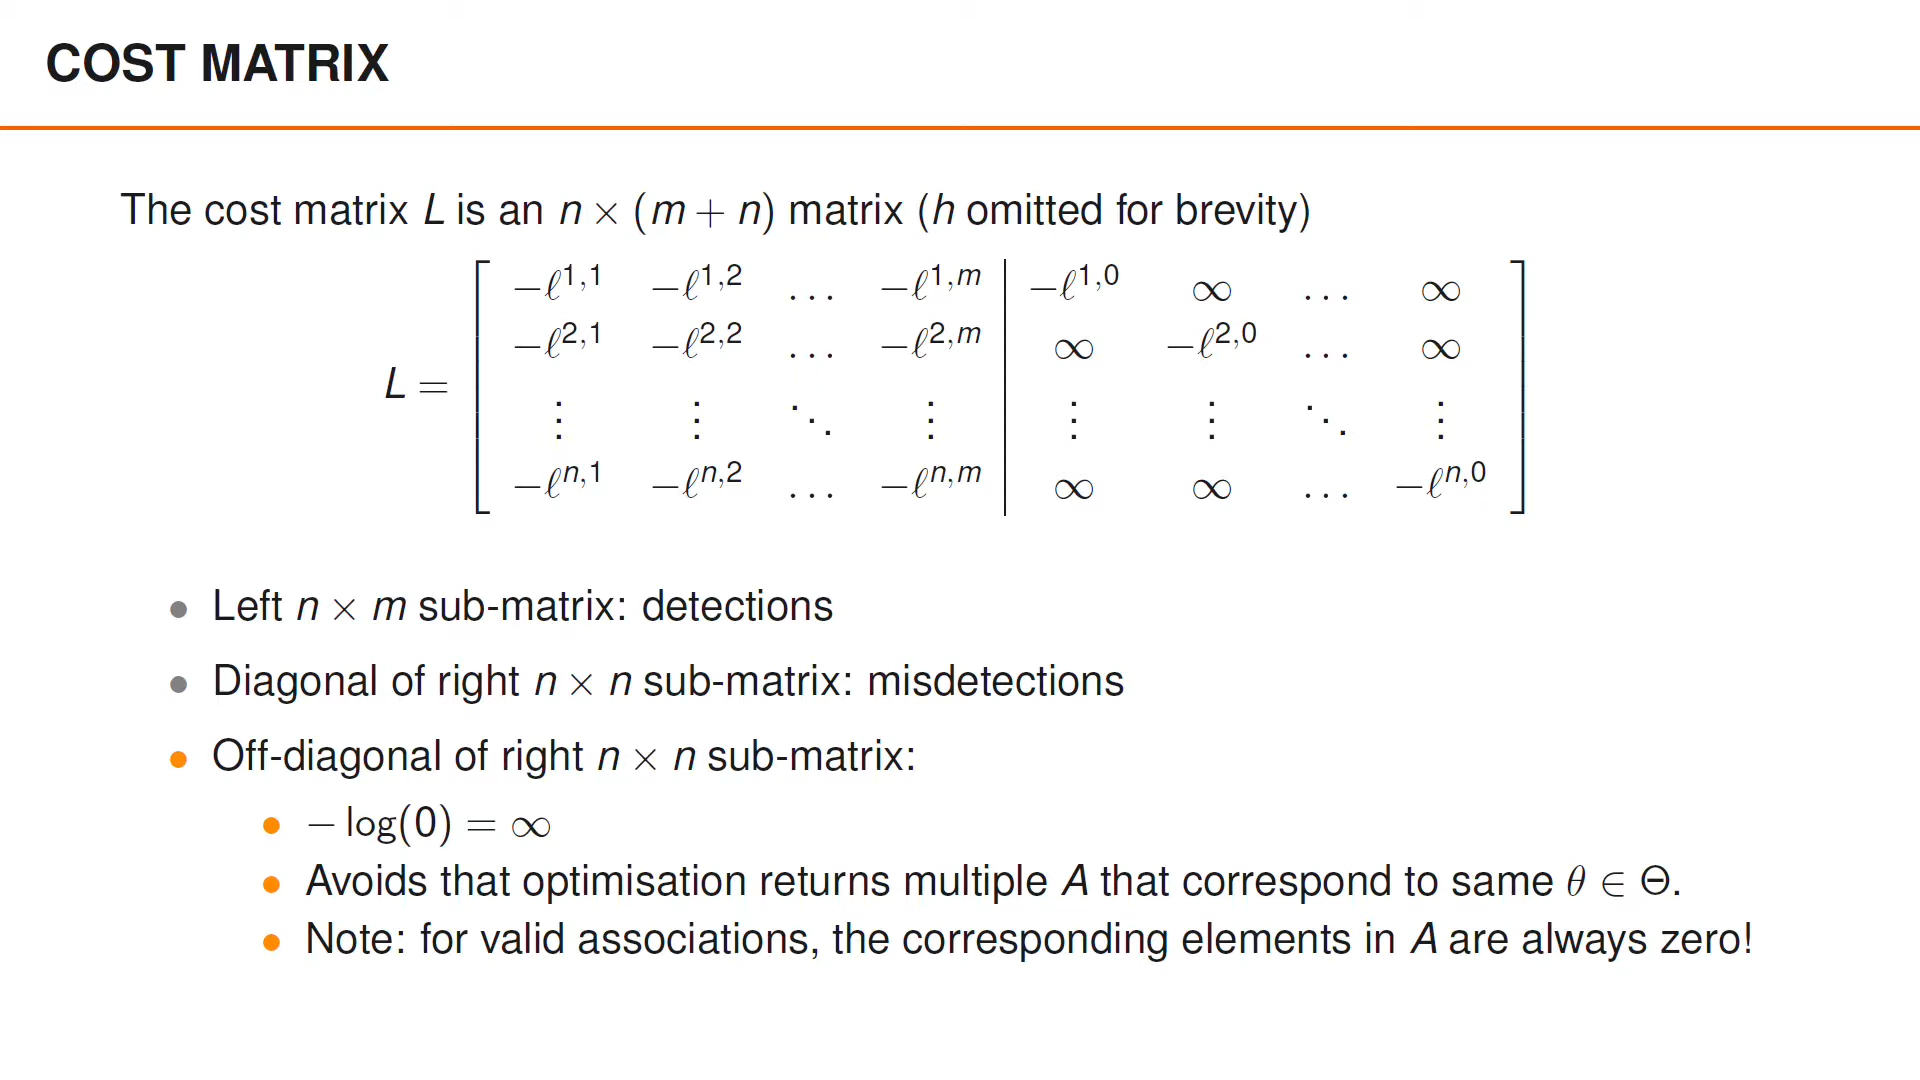 COST MATRIX
The cost matrix L is an n × (m + n) matrix (h omitted for brevity)
−ℓ^{1,1} −ℓ^{1,2} … −ℓ^{1,m} | −ℓ^{1,0} ∞ … ∞
−ℓ^{2,1} −ℓ^{2,2} … −ℓ^{2,m} | ∞ −ℓ^{2,0} … ∞
L = ⋮ ⋮ ⋱ ⋮ | ⋮ ⋮ ⋱ ⋮
−ℓ^{n,1} −ℓ^{n,2} … −ℓ^{n,m} | ∞ ∞ … −ℓ^{n,0}
• Left n × m sub-matrix: detections
• Diagonal of right n × n sub-matrix: misdetections
• Off-diagonal of right n × n sub-matrix:
• − log(0) = ∞
• Avoids that optimisation returns multiple A that correspond to same θ ∈ Θ.
• Note: for valid associations, the corresponding elements in A are always zero!